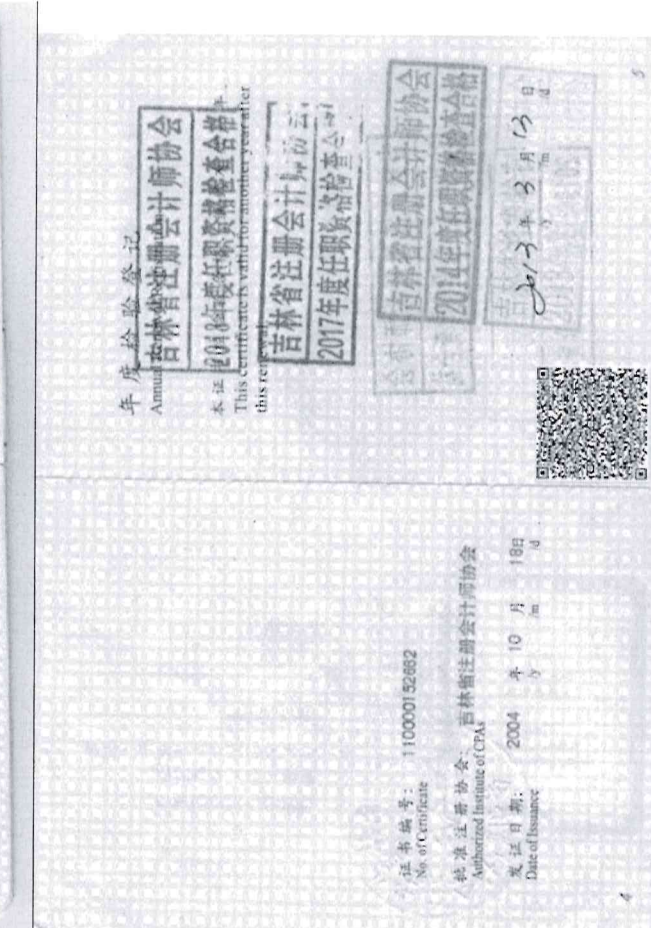 证书编号： 110000152662
No. of Certificate
批准注册协会： 吉林省注册会计师协会
Authorized Institute of CPAs
发证日期： 2004 年 10 月 18日
Date of Issuance /y /m /d
4
年度检验登记
Annual Renewal Registration
吉林省注册会计师协会
2018年度任职资格检查合格
本证
This certificate is valid for another year after
this renewal
吉林省注册会计师协会
2017年度任职资格检查合格
吉林省注册会计师协会
2014年度任职资格检查合格
2013 年 3 月 13 日
/y /m /d
5